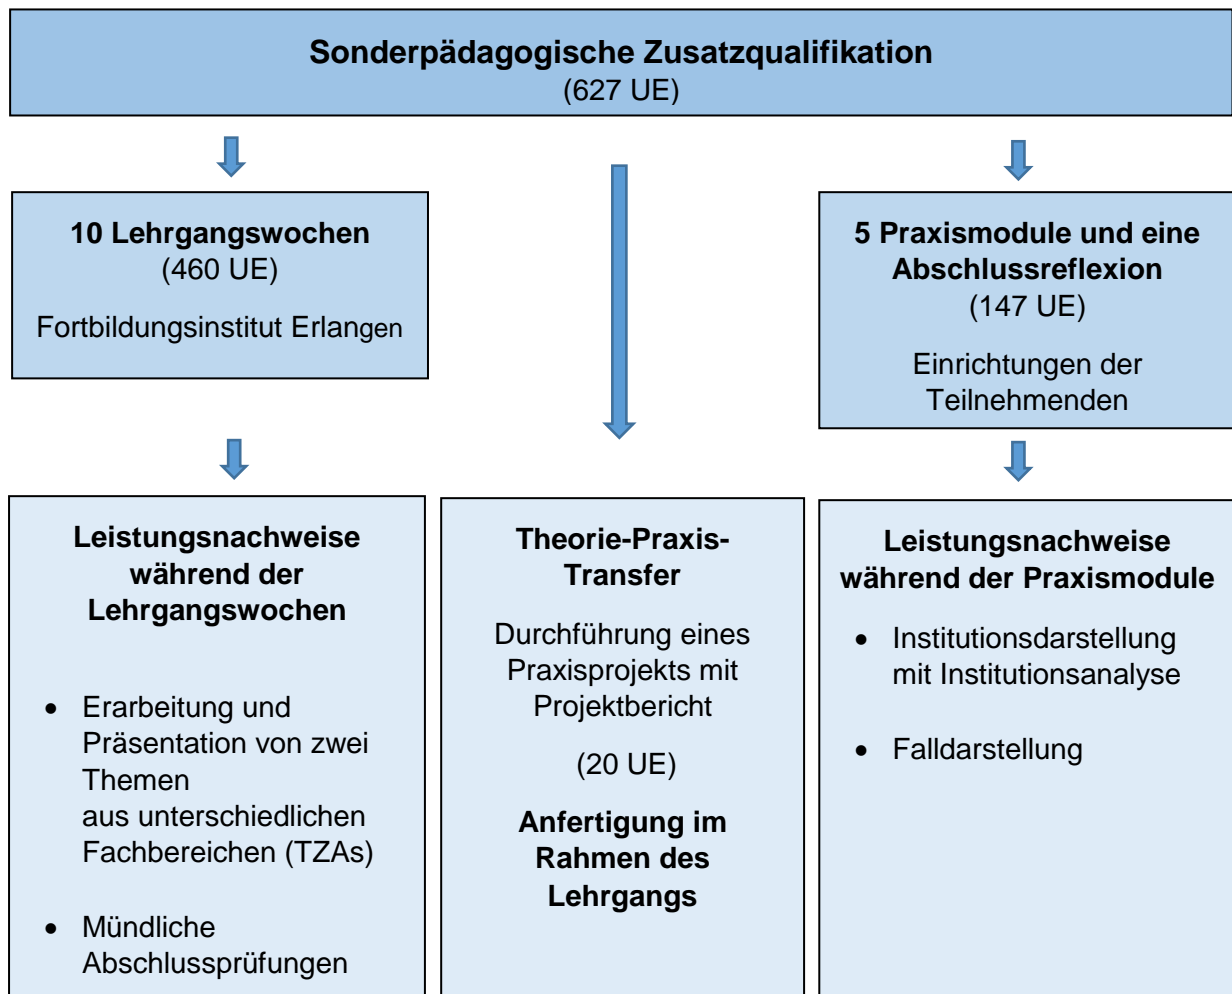 Sonderpädagogische Zusatzqualifikation
(627 UE)
10 Lehrgangswochen
(460 UE)
Fortbildungsinstitut Erlangen
5 Praxismodule und eine
Abschlussreflexion
(147 UE)
Einrichtungen der
Teilnehmenden
Leistungsnachweise
während der
Lehrgangswochen
• Erarbeitung und
Präsentation von zwei
Themen
aus unterschiedlichen
Fachbereichen (TZAs)
• Mündliche
Abschlussprüfungen
Theorie-Praxis-
Transfer
Durchführung eines
Praxisprojekts mit
Projektbericht
(20 UE)
Anfertigung im
Rahmen des
Lehrgangs
Leistungsnachweise
während der Praxismodule
• Institutionsdarstellung
mit Institutionsanalyse
• Falldarstellung